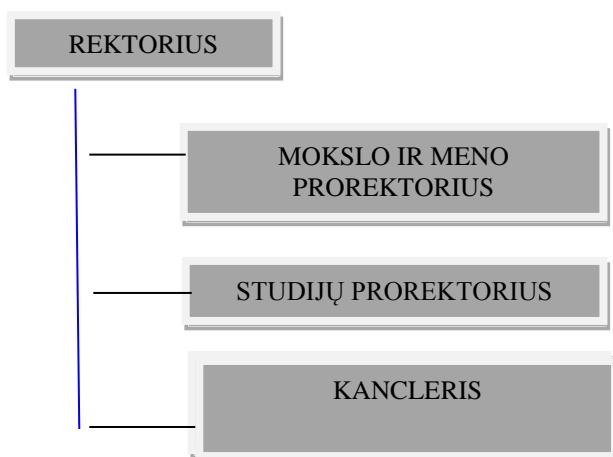 REKTORIUS
MOKSLO IR MENO
PROREKTORIUS
STUDIJŲ PROREKTORIUS
KANCLERIS